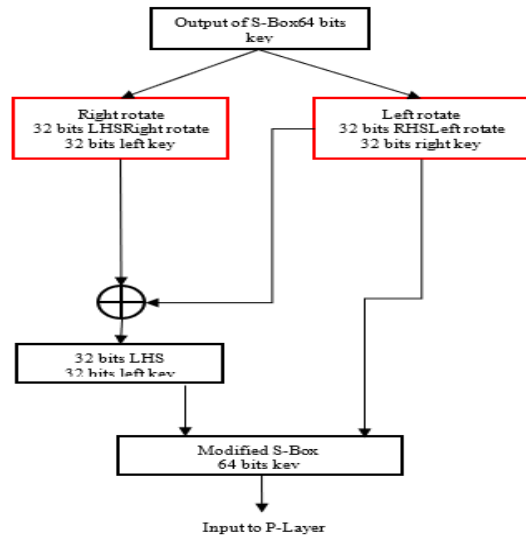 Output of S-Box64 bits
key
Right rotate
32 bits LHSRight rotate
32 bits left key
Left rotate
32 bits RHSLeft rotate
32 bits right key
32 bits LHS
32 bits left key
Modified S-Box
64 bits key
Input to P-Layer